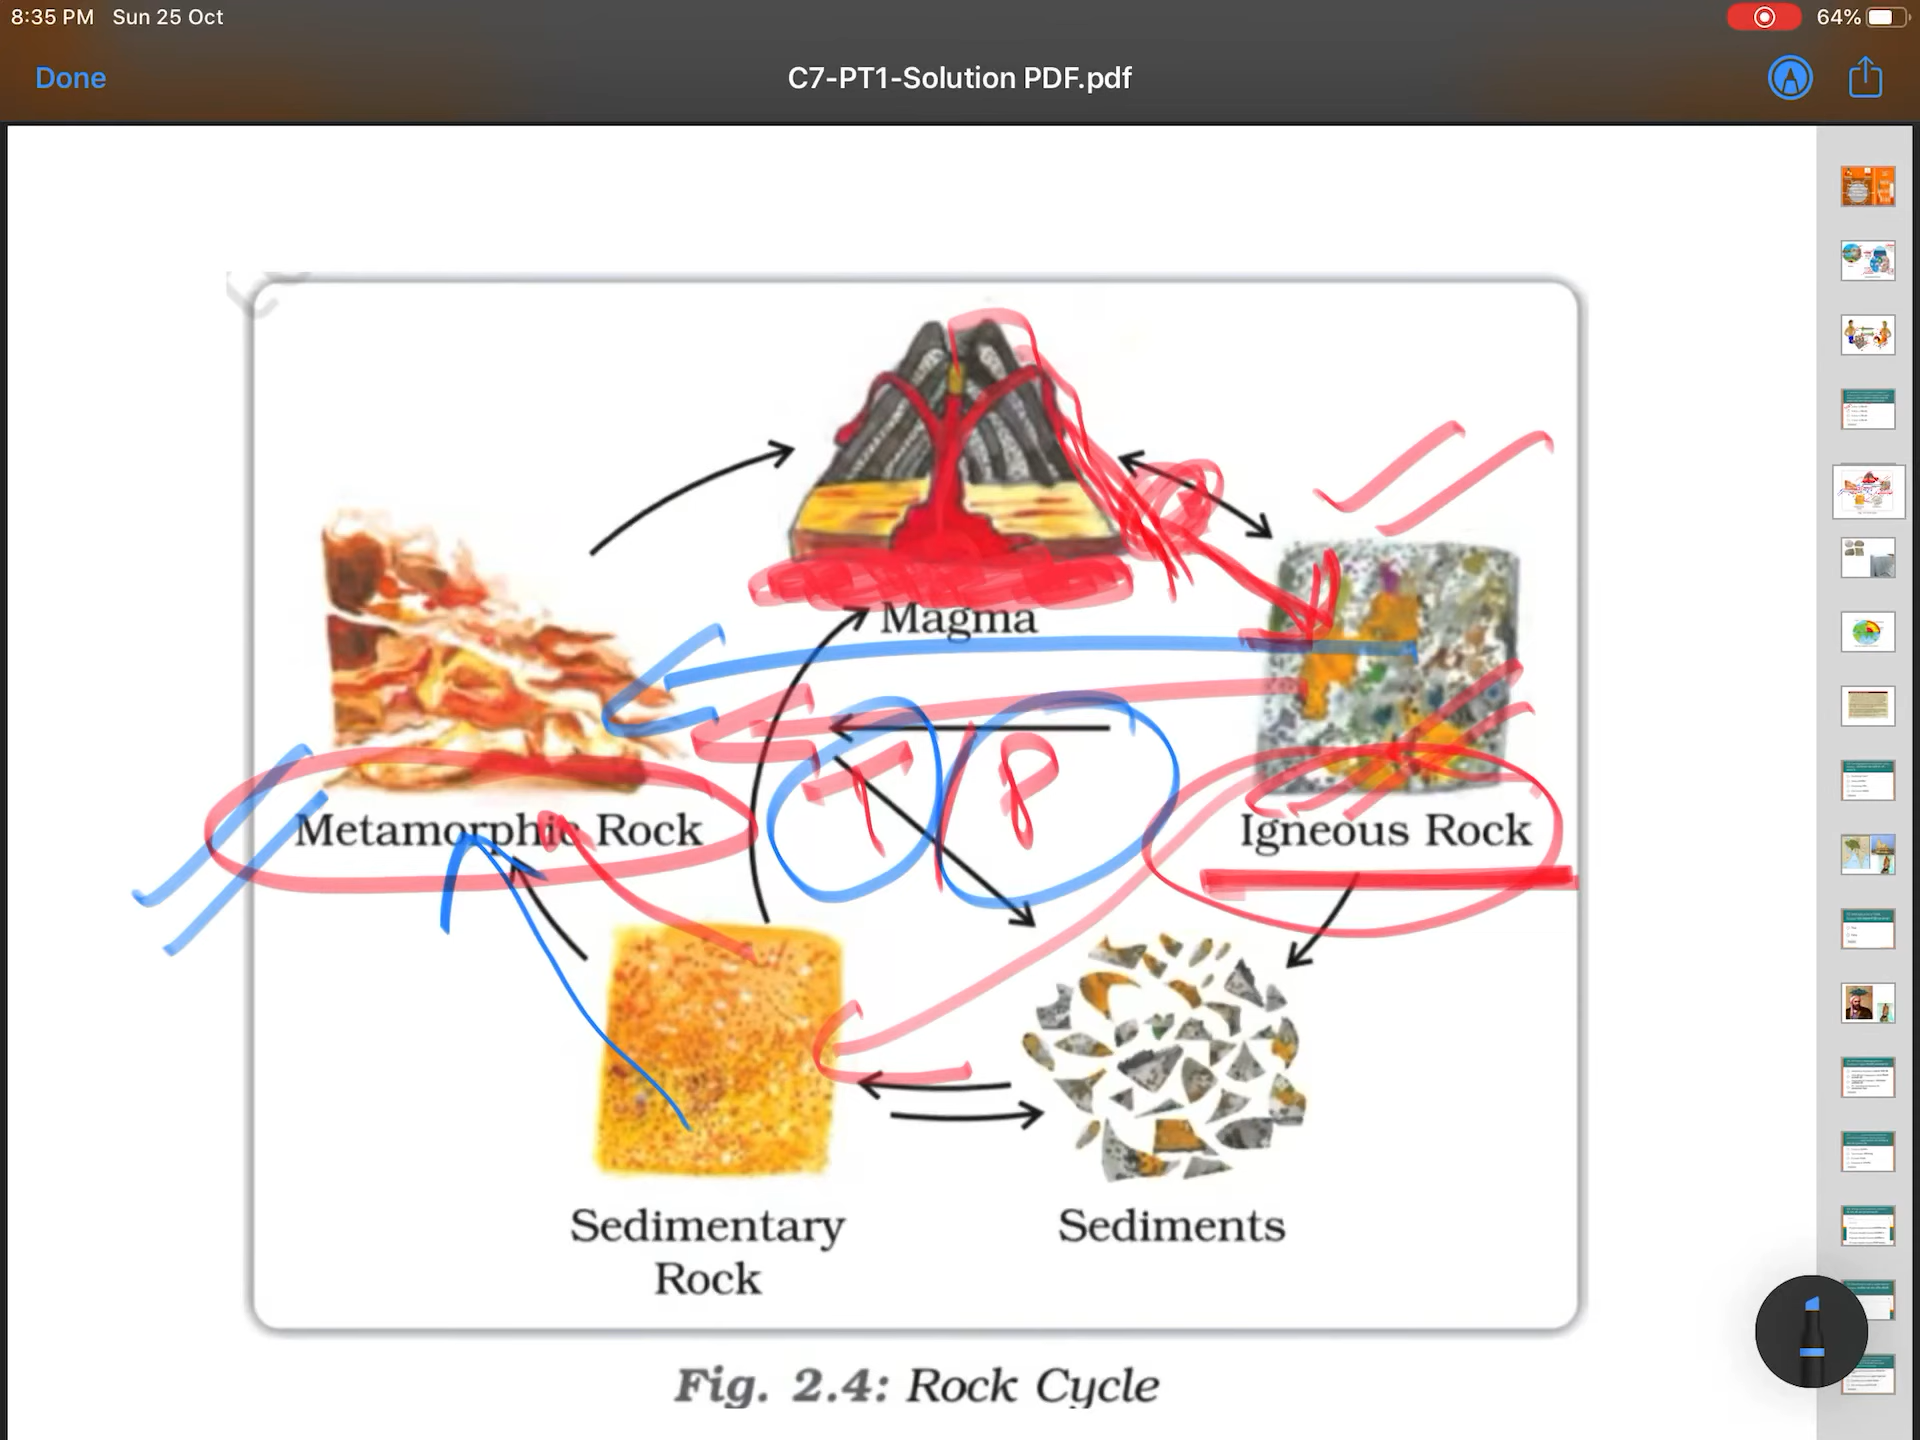 8:35 PM Sun 25 Oct
64%
Done
C7-PT1-Solution PDF.pdf
Magma
T P
Metamorphic Rock
Igneous Rock
Sedimentary
Rock
Sediments
Fig. 2.4: Rock Cycle